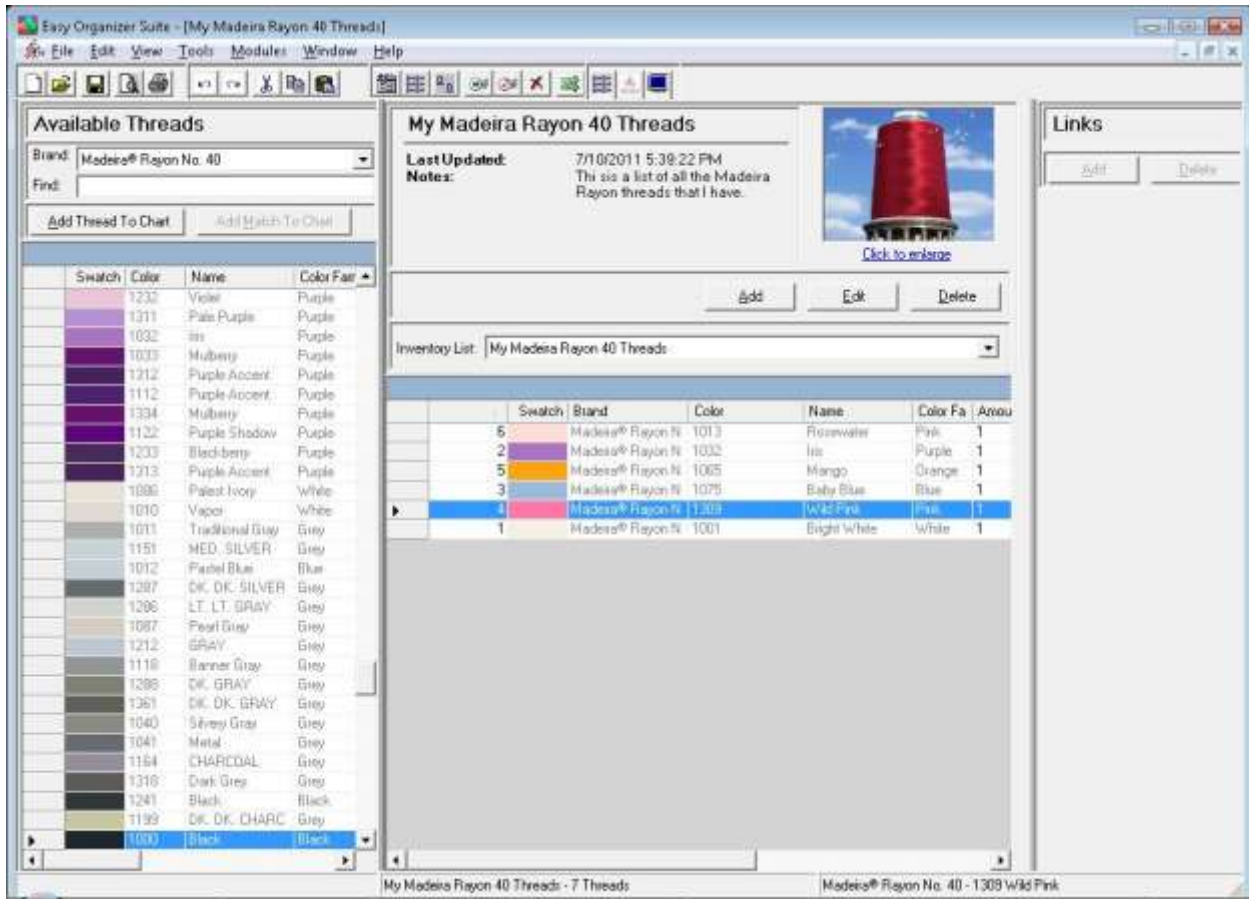 Easy Organizer Suite - [My Madeira Rayon 40 Threads]
File Edit View Tools Modules Window Help
Available Threads
Brand: Madeira® Rayon No. 40
Find:
Add Thread To Chart Add Match To Chart
Swatch Color Name Color Fam
1232 Violet Purple
1311 Pale Purple Purple
1032 Iris Purple
1033 Mulberry Purple
1312 Purple Accent Purple
1112 Purple Accent Purple
1334 Mulberry Purple
1122 Purple Shadow Purple
1233 Blackberry Purple
1313 Purple Accent Purple
1086 Palest Ivory White
1010 Vapor White
1011 Traditional Gray Grey
1151 MED. SILVER Grey
1012 Pastel Blue Blue
1287 DK. DK. SILVER Grey
1286 LT. LT. GRAY Grey
1087 Pearl Gray Grey
1212 GRAY Grey
1118 Banner Gray Grey
1288 DK. GRAY Grey
1361 DK. DK. GRAY Grey
1040 Silvery Gray Grey
1041 Metal Grey
1164 CHARCOAL Grey
1318 Dark Grey Grey
1241 Black Black
1199 DK. DK. CHARC Grey
1000 Black Black
My Madeira Rayon 40 Threads
Last Updated: 7/10/2011 5:39:22 PM
Notes: Thi sis a list of all the Madeira
Rayon threads that I have.
Click to enlarge
Add Edit Delete
Inventory List: My Madeira Rayon 40 Threads
Swatch Brand Color Name Color Fa Amou
6 Madeira® Rayon N 1013 Rosewater Pink 1
2 Madeira® Rayon N 1032 Iris Purple 1
5 Madeira® Rayon N 1065 Mango Orange 1
3 Madeira® Rayon N 1075 Baby Blue Blue 1
4 Madeira® Rayon N 1309 Wild Pink Pink 1
1 Madeira® Rayon N 1001 Bright White White 1
Links
Add Delete
My Madeira Rayon 40 Threads - 7 Threads
Madeira® Rayon No. 40 - 1309 Wild Pink